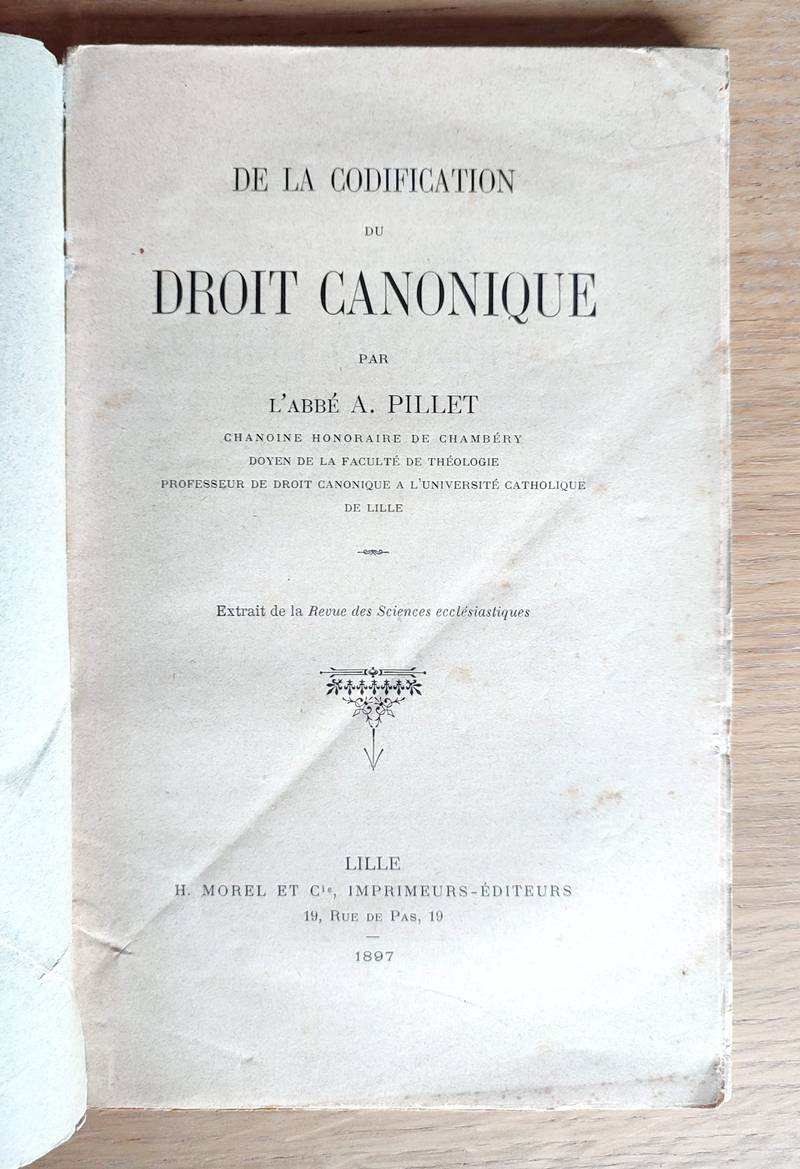 DE LA CODIFICATION
DU
DROIT CANONIQUE
PAR
L'ABBÉ A. PILLET
CHANOINE HONORAIRE DE CHAMBÉRY
DOYEN DE LA FACULTÉ DE THÉOLOGIE
PROFESSEUR DE DROIT CANONIQUE A L'UNIVERSITÉ CATHOLIQUE
DE LILLE
Extrait de la Revue des Sciences ecclésiastiques
LILLE
H. MOREL ET Cie, IMPRIMEURS-ÉDITEURS
19, RUE DE PAS, 19
1897